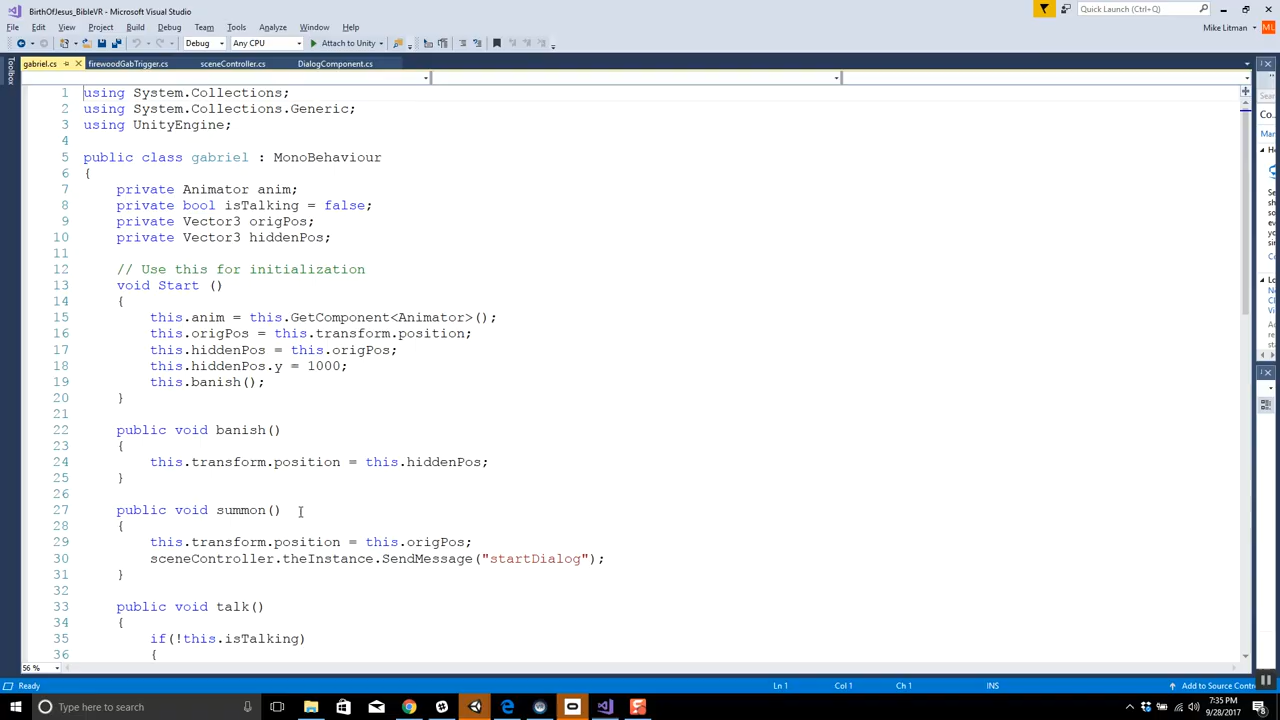 BirthOfJesus_BibleVR - Microsoft Visual Studio
Quick Launch (Ctrl+Q)
File Edit View Project Build Debug Team Tools Analyze Window Help
Mike Litman
ML
Debug Any CPU Attach to Unity
Toolbox
gabriel.cs firewoodGabTrigger.cs sceneController.cs DialogComponent.cs
1 using System.Collections;
2 using System.Collections.Generic;
3 using UnityEngine;
4
5 public class gabriel : MonoBehaviour
6 {
7 private Animator anim;
8 private bool isTalking = false;
9 private Vector3 origPos;
10 private Vector3 hiddenPos;
11
12 // Use this for initialization
13 void Start ()
14 {
15 this.anim = this.GetComponent<Animator>();
16 this.origPos = this.transform.position;
17 this.hiddenPos = this.origPos;
18 this.hiddenPos.y = 1000;
19 this.banish();
20 }
21
22 public void banish()
23 {
24 this.transform.position = this.hiddenPos;
25 }
26
27 public void summon()
28 {
29 this.transform.position = this.origPos;
30 sceneController.theInstance.SendMessage("startDialog");
31 }
32
33 public void talk()
34 {
35 if(!this.isTalking)
36 {
56 %
Ready Ln 1 Col 1 Ch 1 INS Add to Source Contr
Type here to search
7:35 PM
9/28/2017